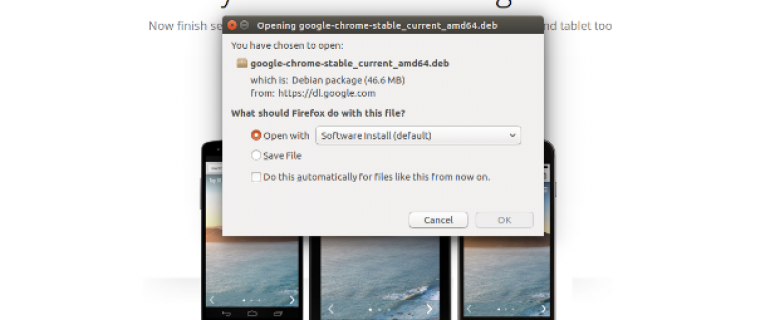 Now finish se
nd tablet too
Opening google-chrome-stable_current_amd64.deb
You have chosen to open:
google-chrome-stable_current_amd64.deb
which is: Debian package (46.6 MB)
from: https://dl.google.com
What should Firefox do with this file?
Open with Software Install (default)
Save File
Do this automatically for files like this from now on.
Cancel OK